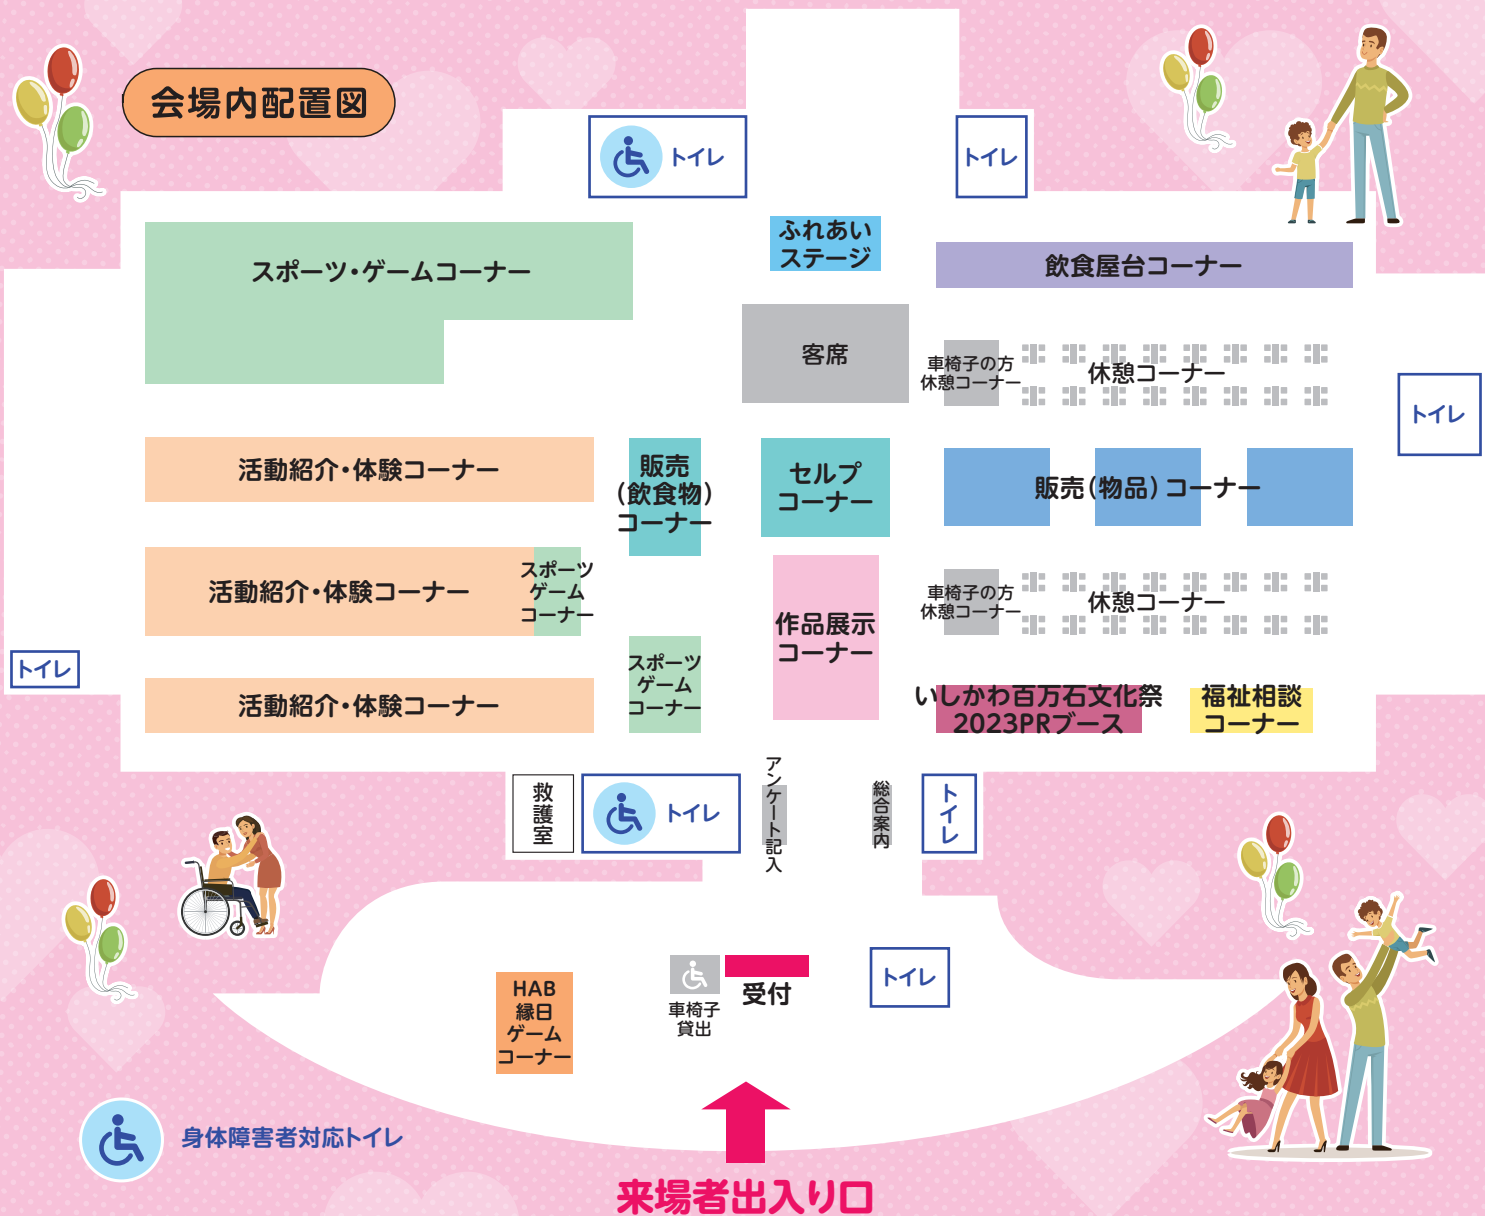 会場内配置図
トイレ
トイレ
スポーツ・ゲームコーナー
ふれあい
ステージ
飲食屋台コーナー
客席
車椅子の方
休憩コーナー
休憩コーナー
トイレ
活動紹介・体験コーナー
販売
(飲食物)
コーナー
セルプ
コーナー
販売(物品)コーナー
活動紹介・体験コーナー
スポーツ
ゲーム
コーナー
作品展示
コーナー
車椅子の方
休憩コーナー
休憩コーナー
トイレ
活動紹介・体験コーナー
スポーツ
ゲーム
コーナー
いしかわ百万石文化祭
2023PRブース
福祉相談
コーナー
救護室
トイレ
アンケート記入
総合案内
トイレ
HAB
縁日
ゲーム
コーナー
車椅子
貸出
受付
トイレ
身体障害者対応トイレ
来場者出入り口